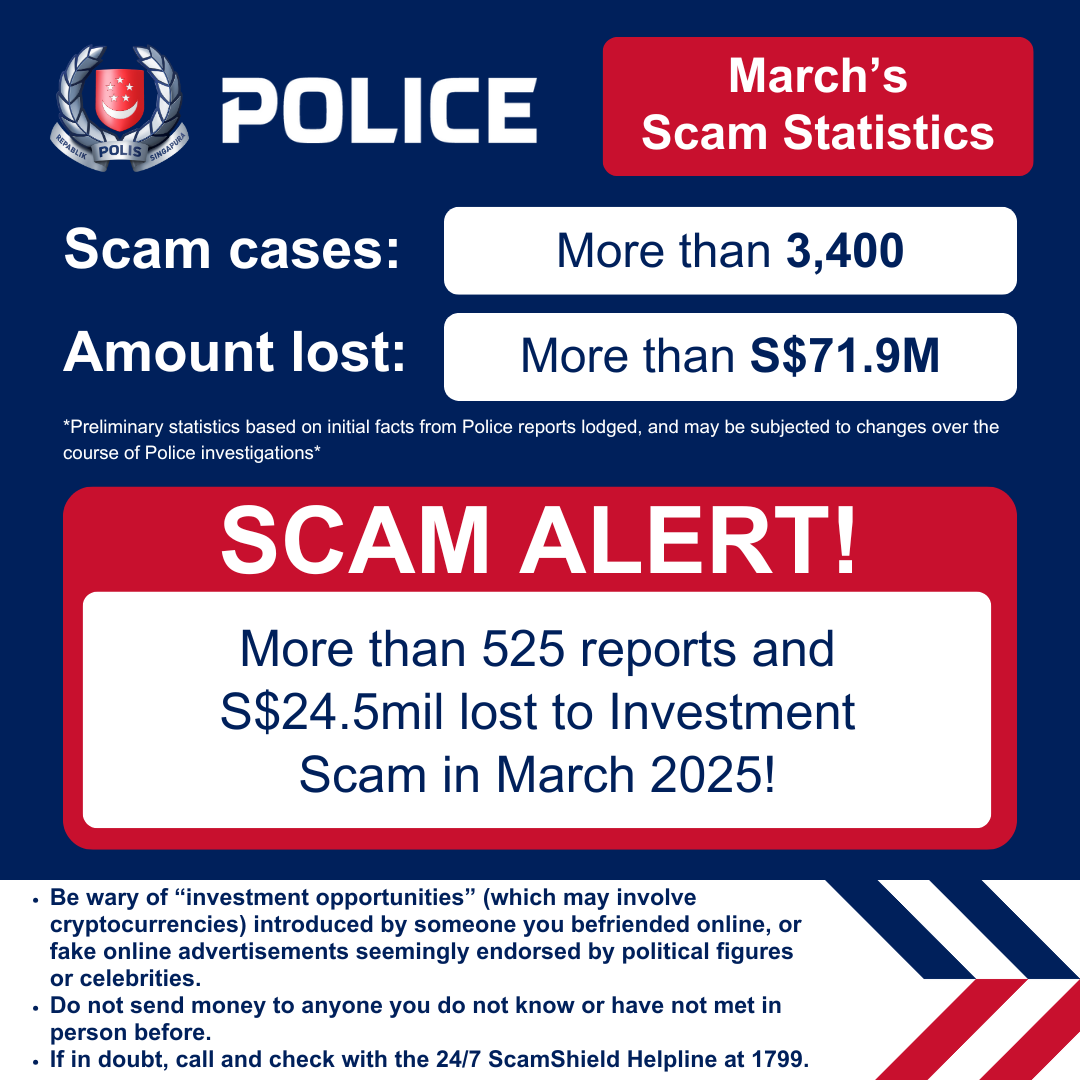 REPABLIK POLIS SINGAPURA
POLICE
March’s
Scam Statistics
Scam cases:
More than 3,400
Amount lost:
More than S$71.9M
*Preliminary statistics based on initial facts from Police reports lodged, and may be subjected to changes over the
course of Police investigations*
SCAM ALERT!
More than 525 reports and
S$24.5mil lost to Investment
Scam in March 2025!
• Be wary of “investment opportunities” (which may involve
cryptocurrencies) introduced by someone you befriended online, or
fake online advertisements seemingly endorsed by political figures
or celebrities.
• Do not send money to anyone you do not know or have not met in
person before.
• If in doubt, call and check with the 24/7 ScamShield Helpline at 1799.